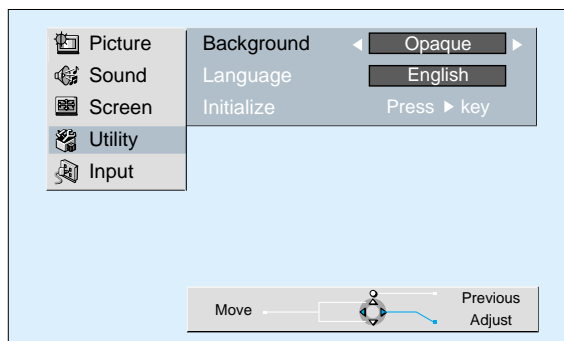 Picture
Sound
Screen
Utility
Input
Background Opaque
Language English
Initialize Press ▶ key
Move
Previous
Adjust